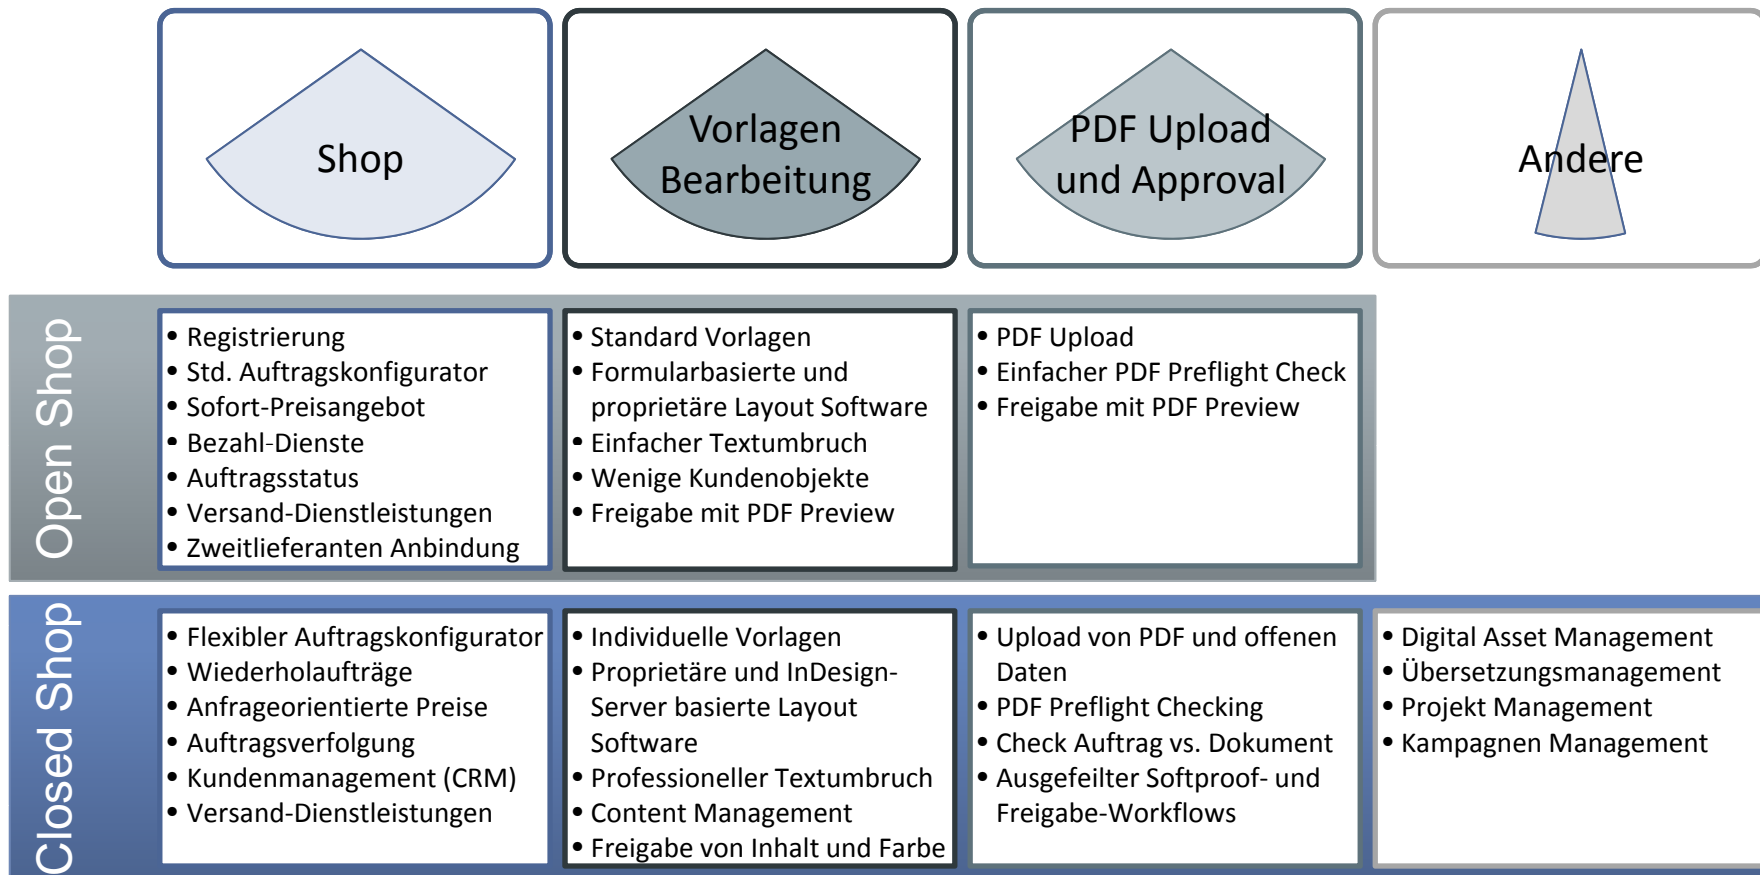 Shop
Vorlagen
Bearbeitung
PDF Upload
und Approval
Andere
Open Shop
• Registrierung
• Std. Auftragskonfigurator
• Sofort-Preisangebot
• Bezahl-Dienste
• Auftragsstatus
• Versand-Dienstleistungen
• Zweitlieferanten Anbindung
• Standard Vorlagen
• Formularbasierte und
proprietäre Layout Software
• Einfacher Textumbruch
• Wenige Kundenobjekte
• Freigabe mit PDF Preview
• PDF Upload
• Einfacher PDF Preflight Check
• Freigabe mit PDF Preview
Closed Shop
• Flexibler Auftragskonfigurator
• Wiederholaufträge
• Anfrageorientierte Preise
• Auftragsverfolgung
• Kundenmanagement (CRM)
• Versand-Dienstleistungen
• Individuelle Vorlagen
• Proprietäre und InDesign-
Server basierte Layout
Software
• Professioneller Textumbruch
• Content Management
• Freigabe von Inhalt und Farbe
• Upload von PDF und offenen
Daten
• PDF Preflight Checking
• Check Auftrag vs. Dokument
• Ausgefeilter Softproof- und
Freigabe-Workflows
• Digital Asset Management
• Übersetzungsmanagement
• Projekt Management
• Kampagnen Management